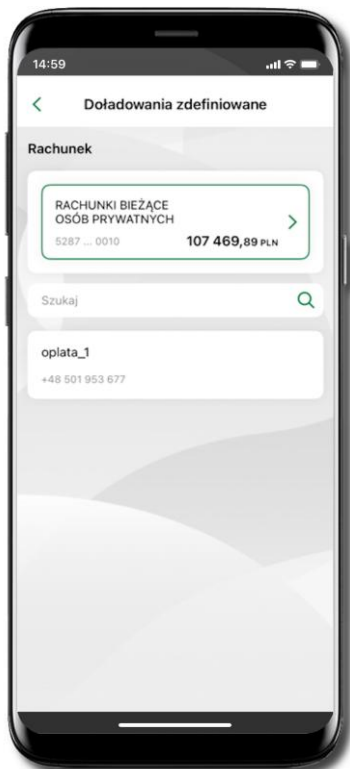 14:59
Doładowania zdefiniowane
Rachunek
RACHUNKI BIEŻĄCE
OSÓB PRYWATNYCH
5287 ... 0010 107 469,89 PLN
Szukaj
oplata_1
+48 501 953 677